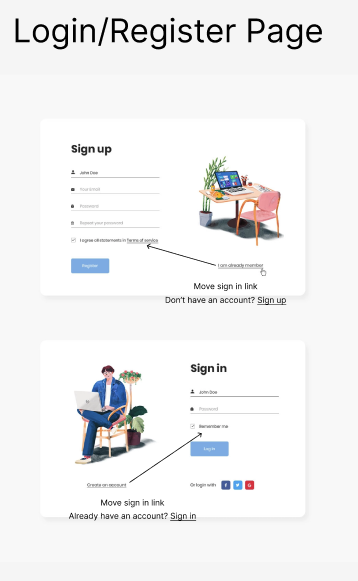 Login/Register Page
Sign up
John Doe
Your Email
Password
Repeat your password
I agree all statements in Terms of service
Register
I am already member
Move sign in link
Don't have an account? Sign up
Sign in
John Doe
Password
Remember me
Log in
Create an account
Or login with
Move sign in link
Already have an account? Sign in